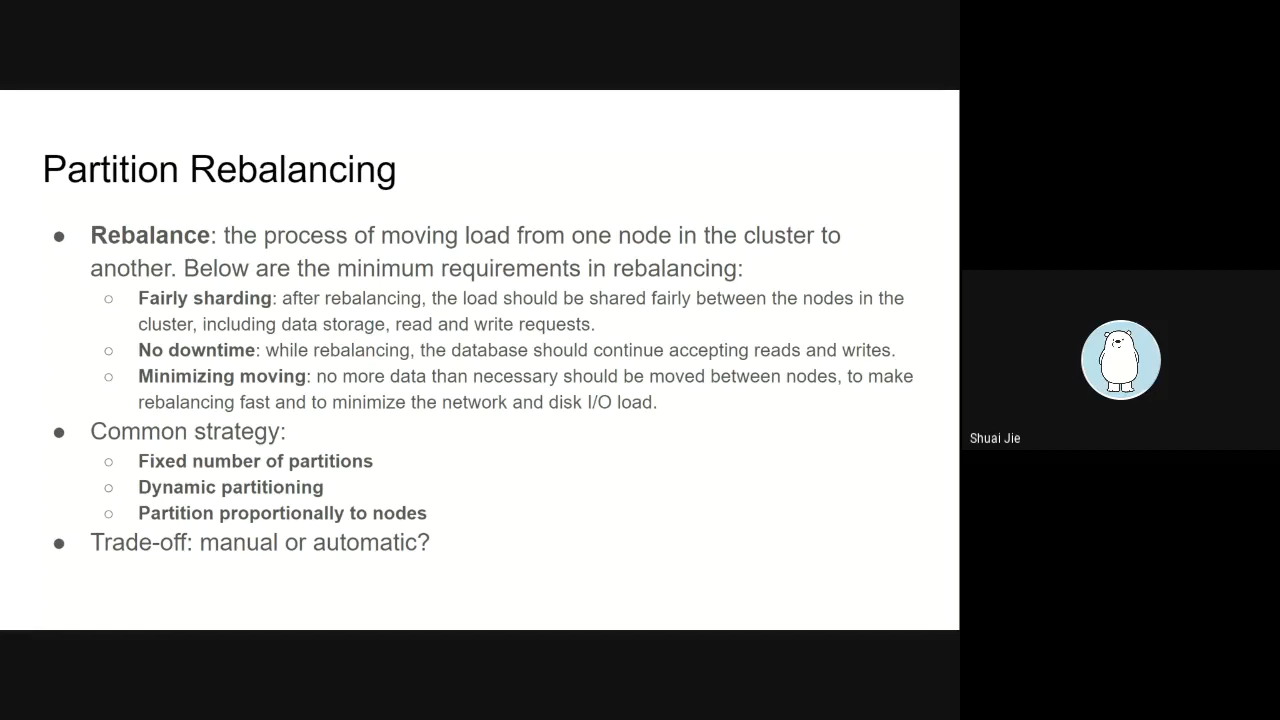 Partition Rebalancing
● Rebalance: the process of moving load from one node in the cluster to
another. Below are the minimum requirements in rebalancing:
○ Fairly sharding: after rebalancing, the load should be shared fairly between the nodes in the
cluster, including data storage, read and write requests.
○ No downtime: while rebalancing, the database should continue accepting reads and writes.
○ Minimizing moving: no more data than necessary should be moved between nodes, to make
rebalancing fast and to minimize the network and disk I/O load.
● Common strategy:
○ Fixed number of partitions
○ Dynamic partitioning
○ Partition proportionally to nodes
● Trade-off: manual or automatic?
Shuai Jie